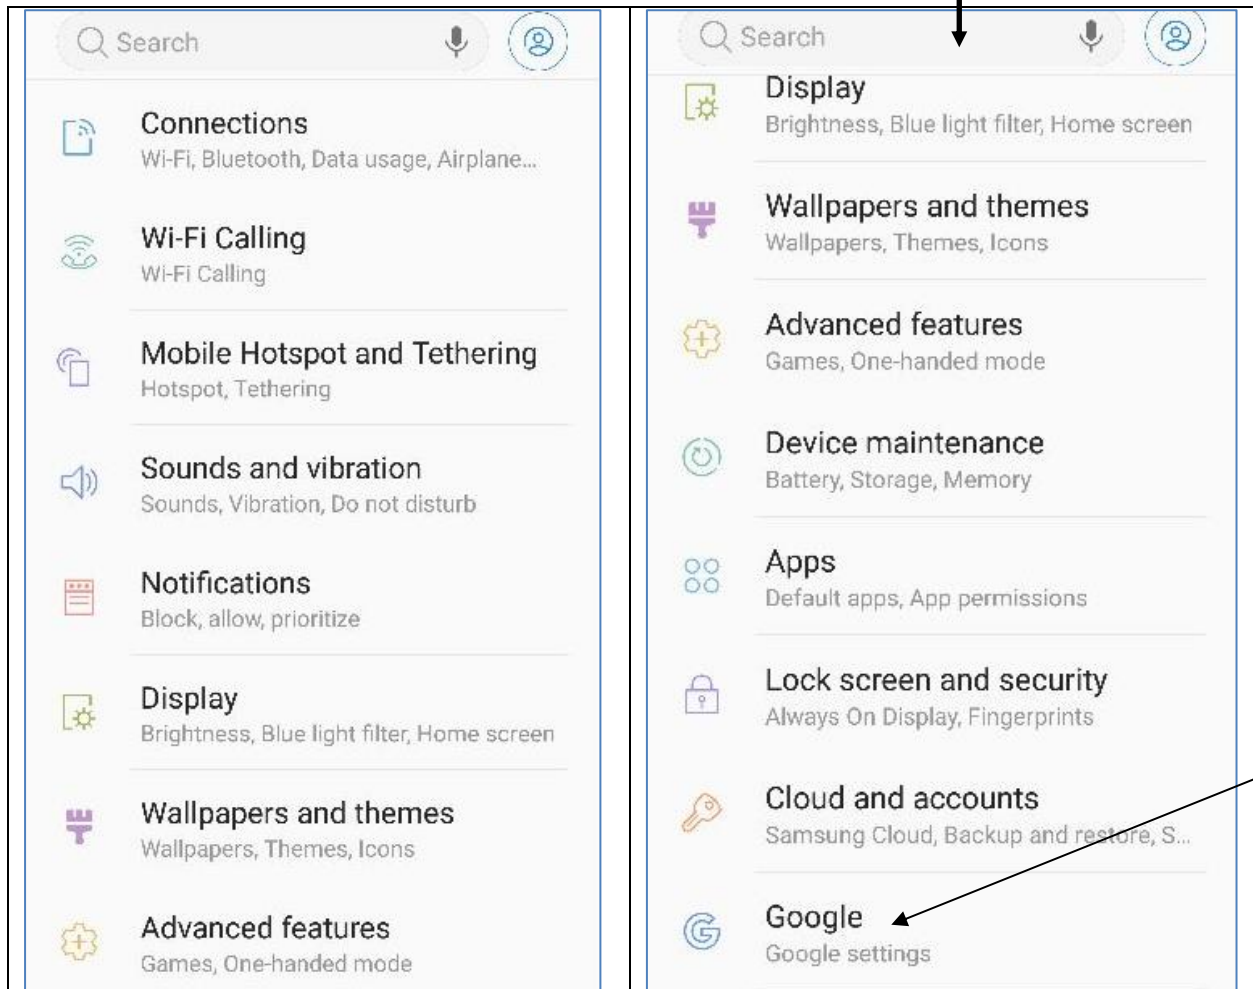 Search
Connections
Wi-Fi, Bluetooth, Data usage, Airplane...
Wi-Fi Calling
Wi-Fi Calling
Mobile Hotspot and Tethering
Hotspot, Tethering
Sounds and vibration
Sounds, Vibration, Do not disturb
Notifications
Block, allow, prioritize
Display
Brightness, Blue light filter, Home screen
Wallpapers and themes
Wallpapers, Themes, Icons
Advanced features
Games, One-handed mode
Search
Display
Brightness, Blue light filter, Home screen
Wallpapers and themes
Wallpapers, Themes, Icons
Advanced features
Games, One-handed mode
Device maintenance
Battery, Storage, Memory
Apps
Default apps, App permissions
Lock screen and security
Always On Display, Fingerprints
Cloud and accounts
Samsung Cloud, Backup and restore, S...
Google
Google settings